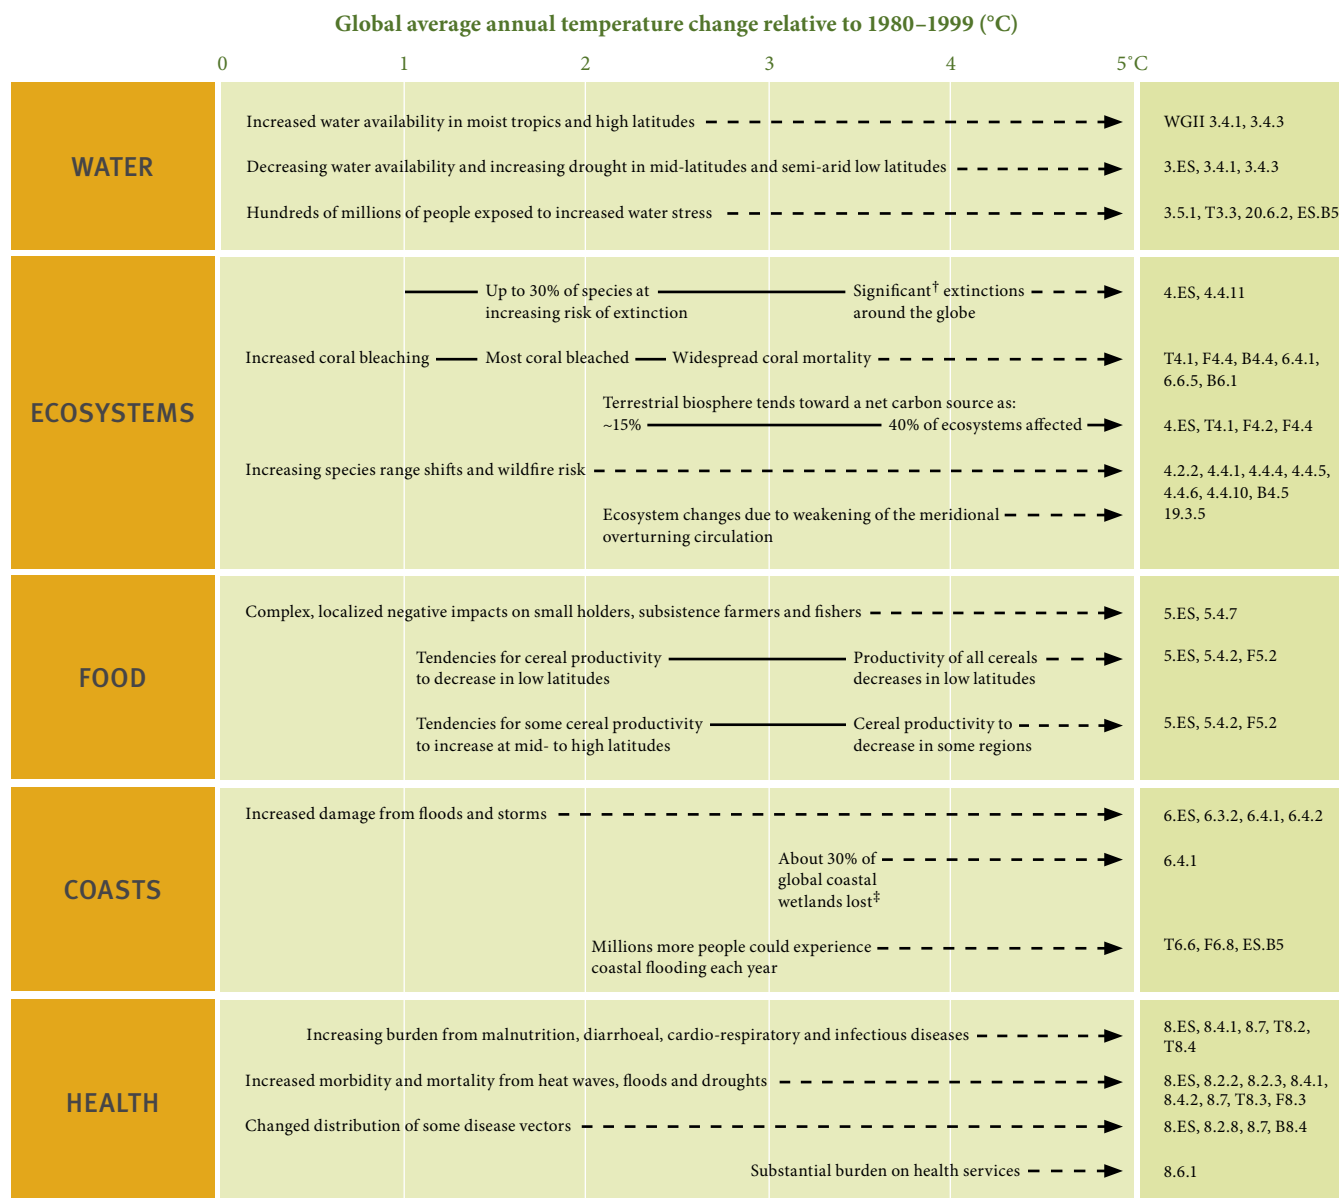 Global average annual temperature change relative to 1980–1999 (°C)
0 1 2 3 4 5˚C
WATER
Increased water availability in moist tropics and high latitudes
WGII 3.4.1, 3.4.3
Decreasing water availability and increasing drought in mid-latitudes and semi-arid low latitudes
3.ES, 3.4.1, 3.4.3
Hundreds of millions of people exposed to increased water stress
3.5.1, T3.3, 20.6.2, ES.B5
ECOSYSTEMS
Up to 30% of species at
increasing risk of extinction
Significant† extinctions
around the globe
4.ES, 4.4.11
Increased coral bleaching
Most coral bleached
Widespread coral mortality
T4.1, F4.4, B4.4, 6.4.1,
6.6.5, B6.1
Terrestrial biosphere tends toward a net carbon source as:
~15%
40% of ecosystems affected
4.ES, T4.1, F4.2, F4.4
Increasing species range shifts and wildfire risk
4.2.2, 4.4.1, 4.4.4, 4.4.5,
4.4.6, 4.4.10, B4.5
Ecosystem changes due to weakening of the meridional
overturning circulation
19.3.5
FOOD
Complex, localized negative impacts on small holders, subsistence farmers and fishers
5.ES, 5.4.7
Tendencies for cereal productivity
to decrease in low latitudes
Productivity of all cereals
decreases in low latitudes
5.ES, 5.4.2, F5.2
Tendencies for some cereal productivity
to increase at mid- to high latitudes
Cereal productivity to
decrease in some regions
5.ES, 5.4.2, F5.2
COASTS
Increased damage from floods and storms
6.ES, 6.3.2, 6.4.1, 6.4.2
About 30% of
global coastal
wetlands lost‡
6.4.1
Millions more people could experience
coastal flooding each year
T6.6, F6.8, ES.B5
HEALTH
Increasing burden from malnutrition, diarrhoeal, cardio-respiratory and infectious diseases
8.ES, 8.4.1, 8.7, T8.2,
T8.4
Increased morbidity and mortality from heat waves, floods and droughts
8.ES, 8.2.2, 8.2.3, 8.4.1,
8.4.2, 8.7, T8.3, F8.3
Changed distribution of some disease vectors
8.ES, 8.2.8, 8.7, B8.4
Substantial burden on health services
8.6.1